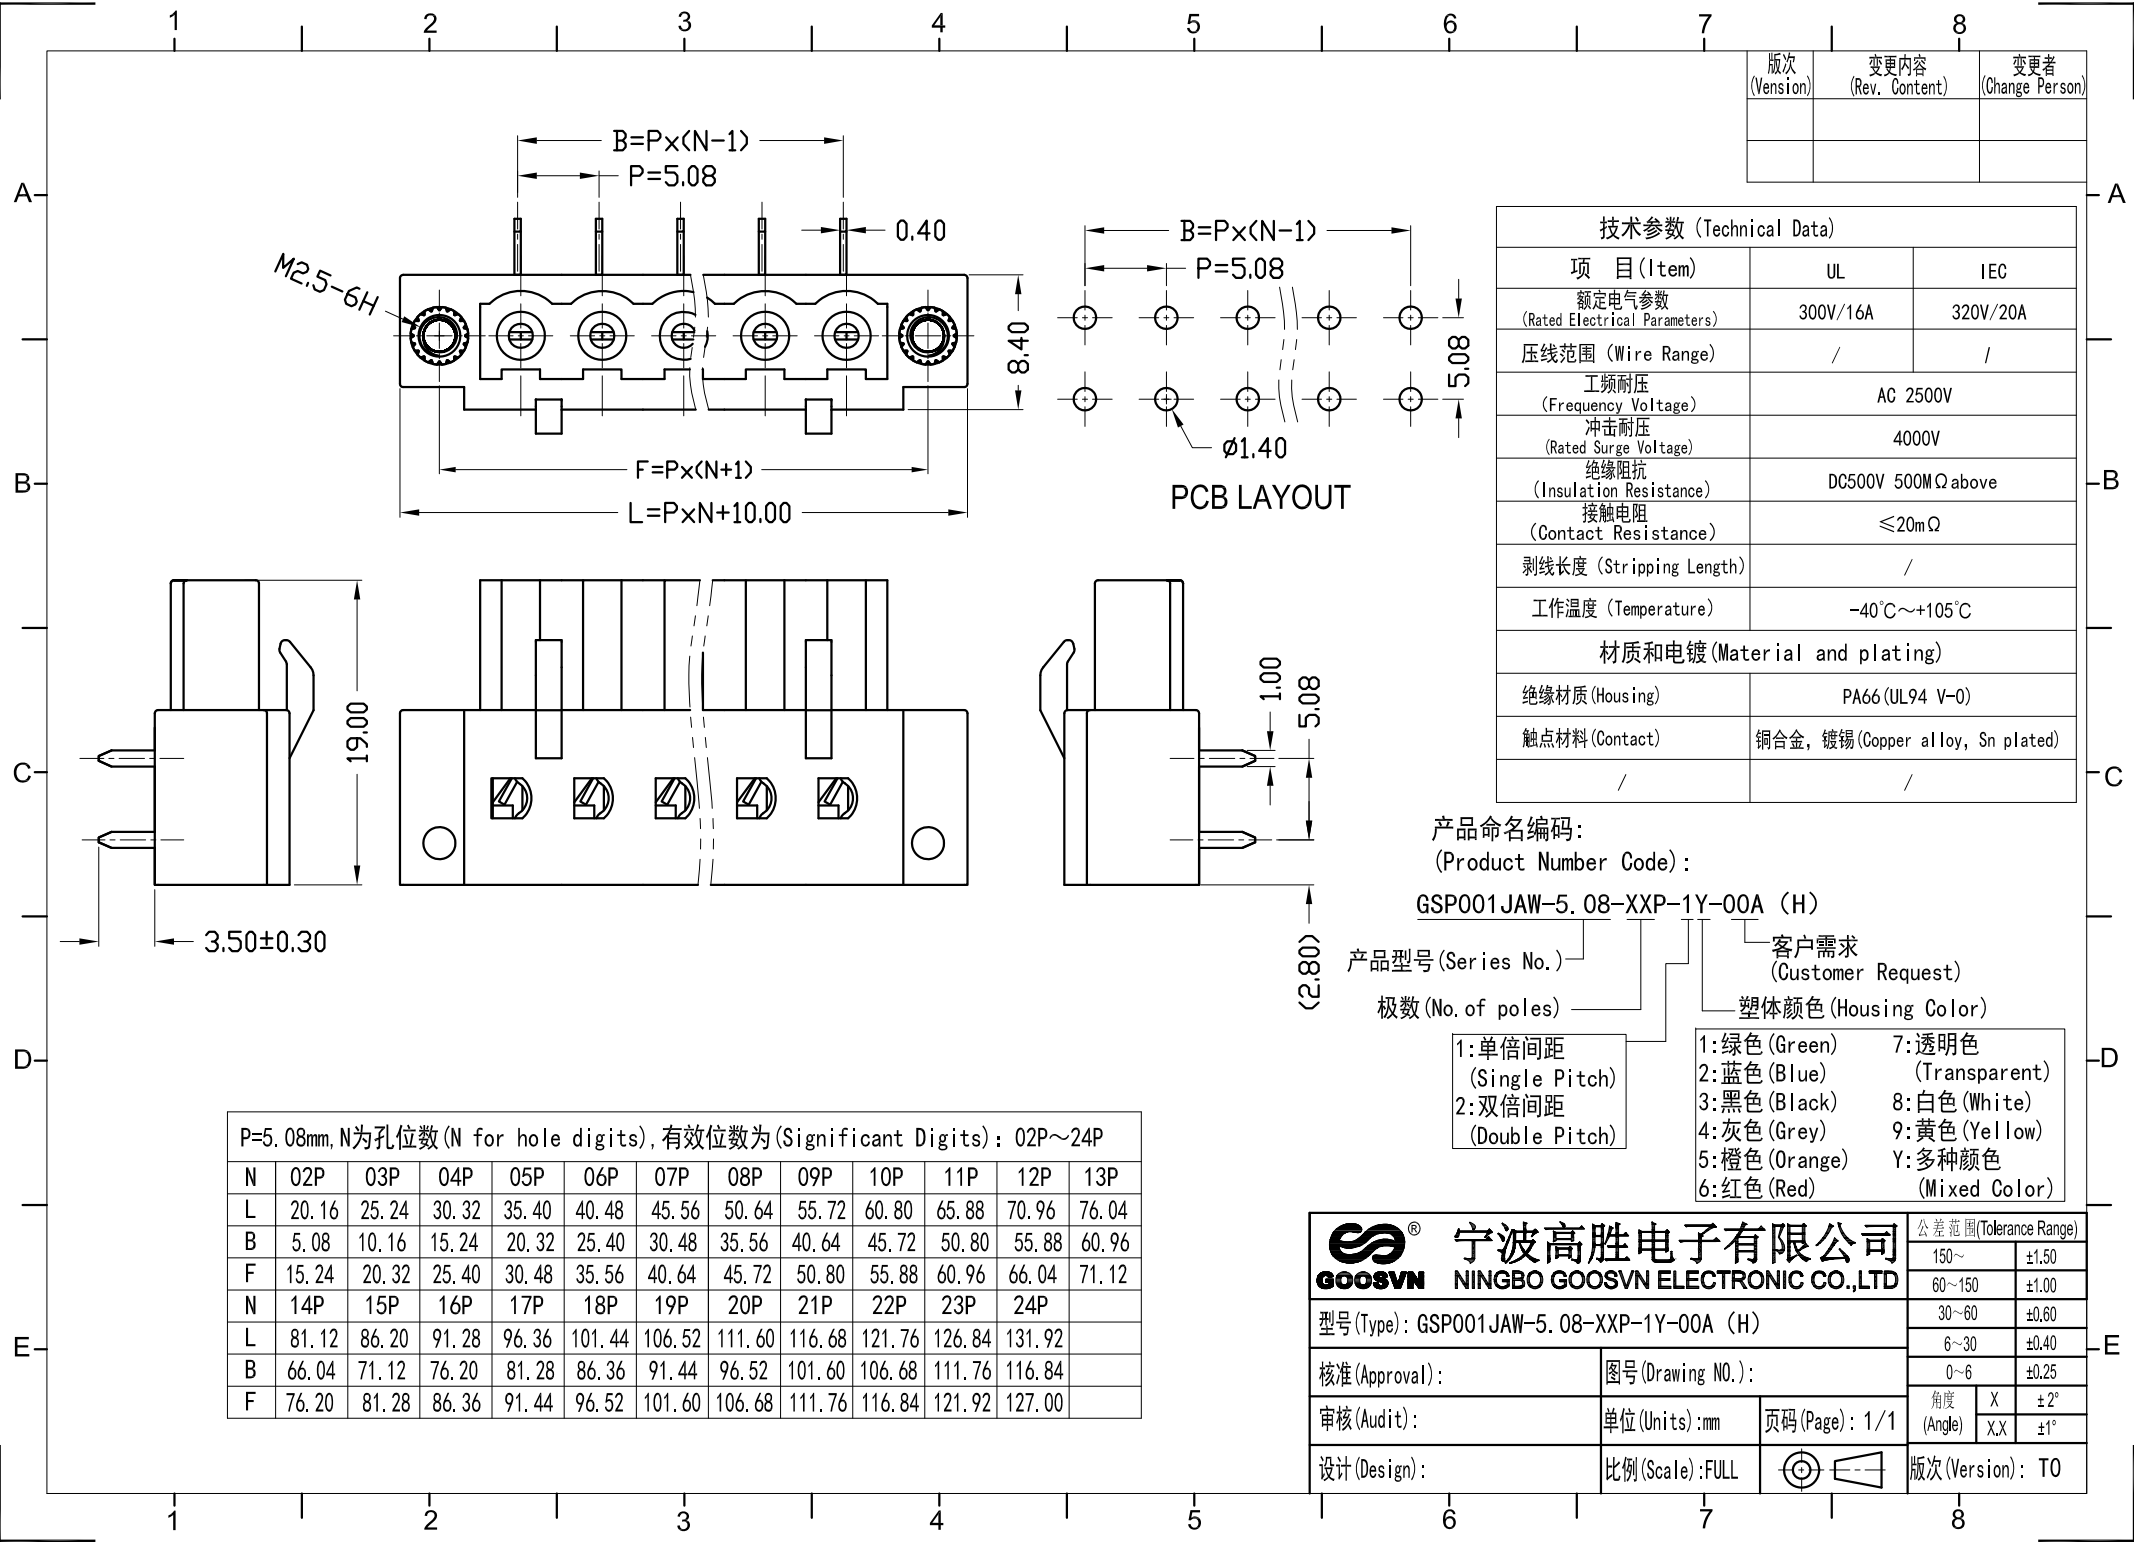 1 2 3 4 5 6 7 8
A
B
C
D
E
A
B
C
D
E
1 2 3 4 5 6 7 8
版次 变更内容 变更者
(Vension) (Rev. Content) (Change Person)
B=P×(N-1)
P=5.08
0.40
M2.5-6H
8.40
F=P×(N+1)
L=P×N+10.00
B=P×(N-1)
P=5.08
5.08
Ø1.40
PCB LAYOUT
19.00
3.50±0.30
1.00
5.08
(2.80)
技术参数 (Technical Data)
项 目(Item) UL IEC
额定电气参数
(Rated Electrical Parameters) 300V/16A 320V/20A
压线范围 (Wire Range) / /
工频耐压
(Frequency Voltage) AC 2500V
冲击耐压
(Rated Surge Voltage) 4000V
绝缘阻抗
(Insulation Resistance) DC500V 500MΩabove
接触电阻
(Contact Resistance) ≤20mΩ
剥线长度 (Stripping Length) /
工作温度 (Temperature) -40℃～+105℃
材质和电镀(Material and plating)
绝缘材质(Housing) PA66(UL94 V-0)
触点材料(Contact) 铜合金, 镀锡(Copper alloy, Sn plated)
/ /
产品命名编码:
(Product Number Code):
GSP001JAW-5.08-XXP-1Y-00A (H)
客户需求
(Customer Request)
产品型号(Series No.)
极数(No.of poles)
塑体颜色(Housing Color)
1:单倍间距
(Single Pitch)
2:双倍间距
(Double Pitch)
1:绿色(Green) 7:透明色
2:蓝色(Blue) (Transparent)
3:黑色(Black) 8:白色(White)
4:灰色(Grey) 9:黄色(Yellow)
5:橙色(Orange) Y:多种颜色
6:红色(Red) (Mixed Color)
P=5.08mm,N为孔位数(N for hole digits),有效位数为(Significant Digits): 02P～24P
N 02P 03P 04P 05P 06P 07P 08P 09P 10P 11P 12P 13P
L 20.16 25.24 30.32 35.40 40.48 45.56 50.64 55.72 60.80 65.88 70.96 76.04
B 5.08 10.16 15.24 20.32 25.40 30.48 35.56 40.64 45.72 50.80 55.88 60.96
F 15.24 20.32 25.40 30.48 35.56 40.64 45.72 50.80 55.88 60.96 66.04 71.12
N 14P 15P 16P 17P 18P 19P 20P 21P 22P 23P 24P
L 81.12 86.20 91.28 96.36 101.44 106.52 111.60 116.68 121.76 126.84 131.92
B 66.04 71.12 76.20 81.28 86.36 91.44 96.52 101.60 106.68 111.76 116.84
F 76.20 81.28 86.36 91.44 96.52 101.60 106.68 111.76 116.84 121.92 127.00
®
GOOSVN
宁波高胜电子有限公司
NINGBO GOOSVN ELECTRONIC CO.,LTD
型号(Type): GSP001JAW-5.08-XXP-1Y-00A (H)
核准(Approval): 图号(Drawing NO.):
审核(Audit): 单位(Units):mm 页码(Page): 1/1
设计(Design): 比例(Scale):FULL
公差范围(Tolerance Range)
150～ ±1.50
60～150 ±1.00
30～60 ±0.60
6～30 ±0.40
0～6 ±0.25
角度 X ±2°
(Angle) X.X ±1°
版次(Version): T0